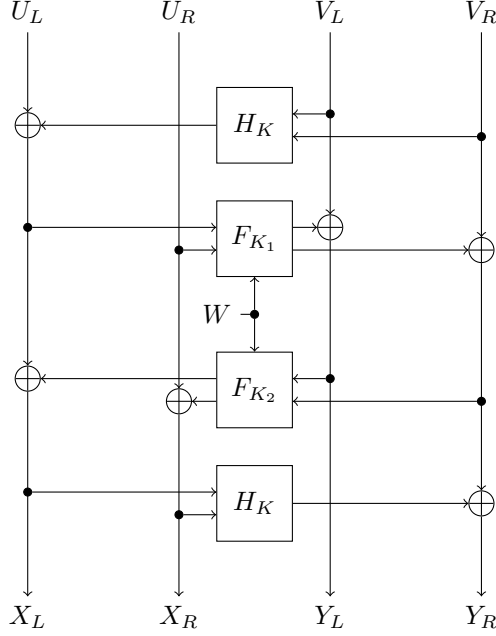 U_L U_R V_L V_R
H_K
F_{K_1}
W
F_{K_2}
H_K
X_L X_R Y_L Y_R